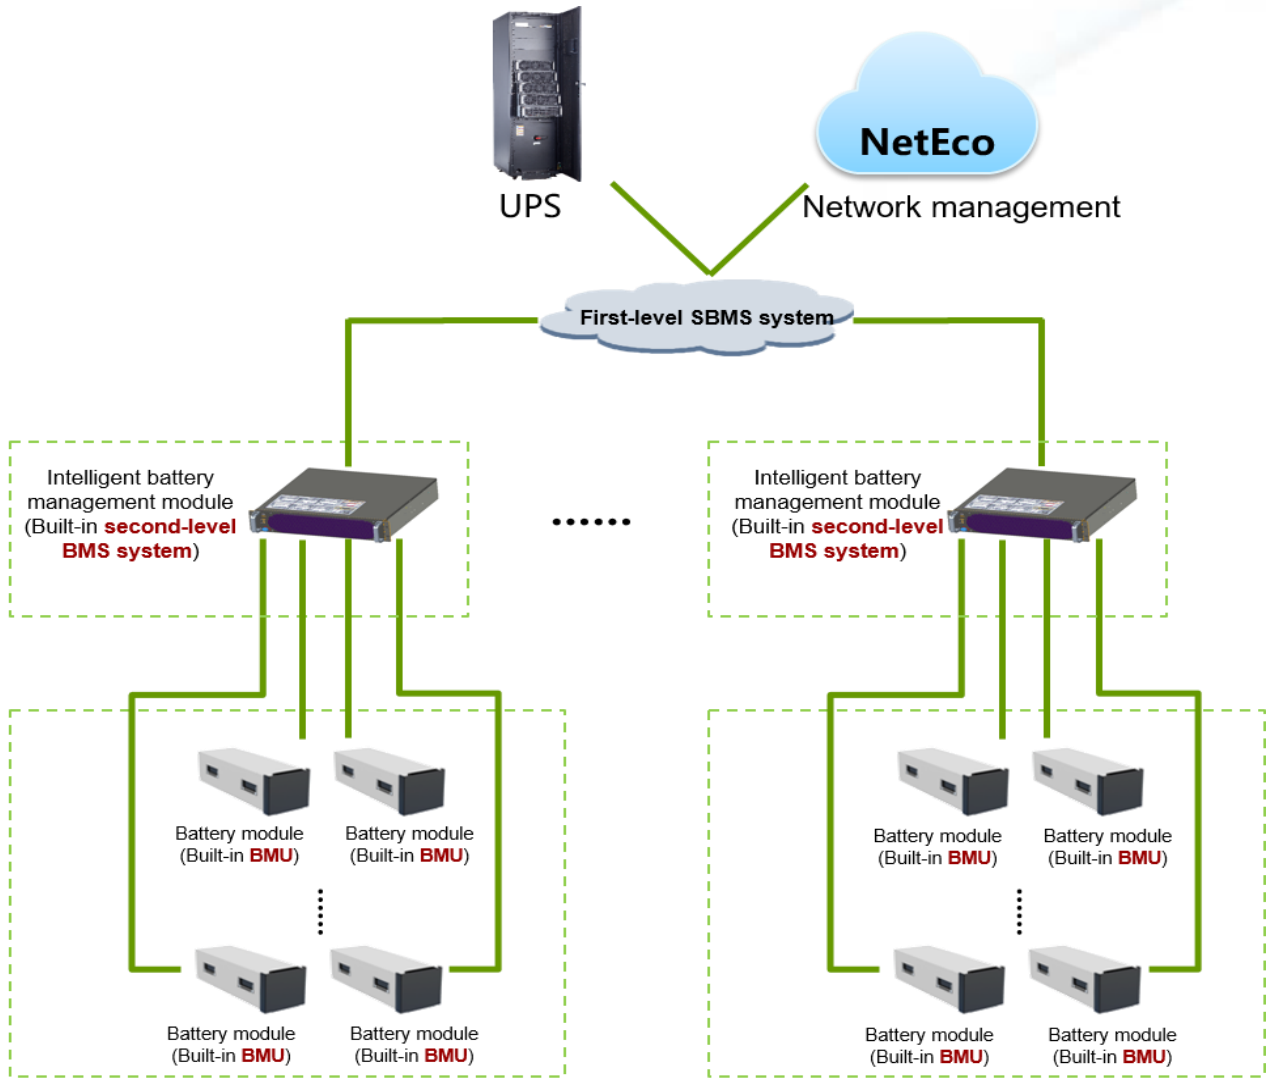 NetEco
UPS
Network management
First-level SBMS system
Intelligent battery
management module
(Built-in second-level
BMS system)
Intelligent battery
management module
(Built-in second-level
BMS system)
Battery module
(Built-in BMU)
Battery module
(Built-in BMU)
Battery module
(Built-in BMU)
Battery module
(Built-in BMU)
Battery module
(Built-in BMU)
Battery module
(Built-in BMU)
Battery module
(Built-in BMU)
Battery module
(Built-in BMU)